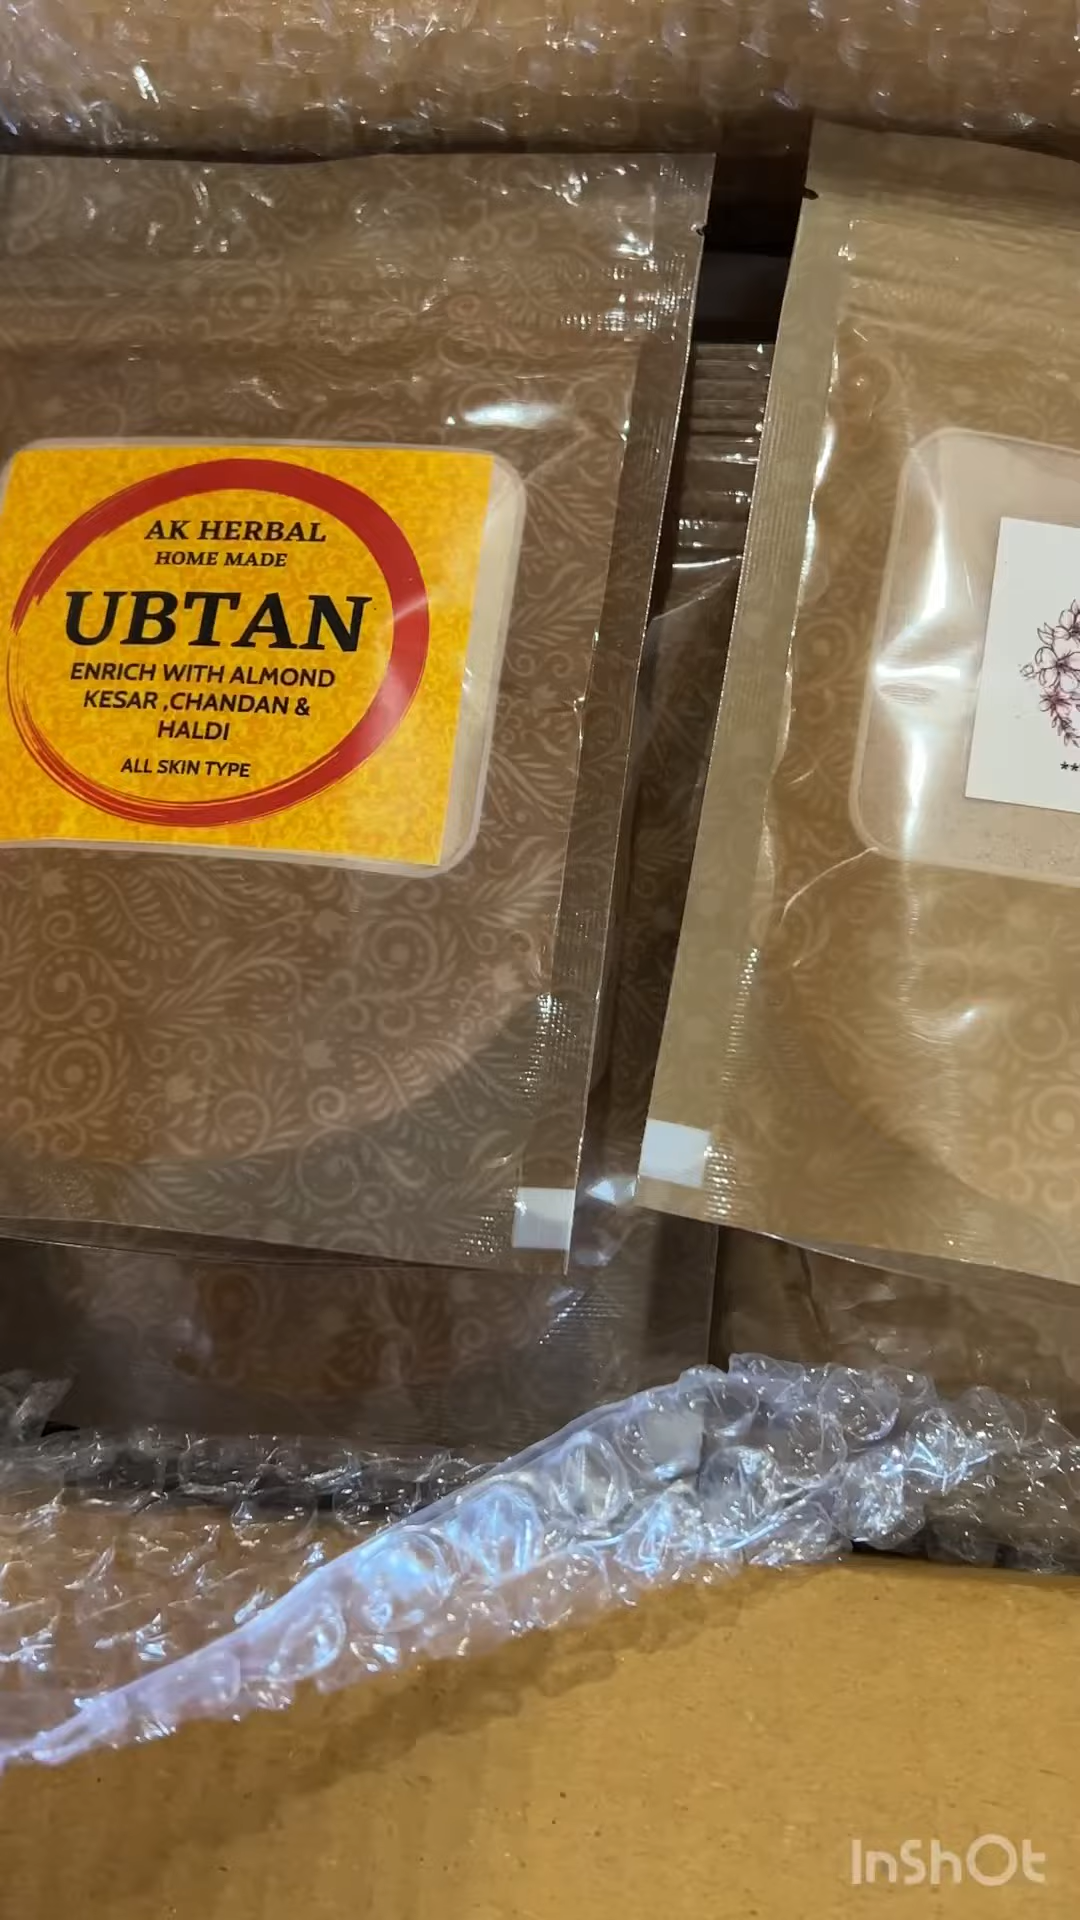 AK HERBAL
HOME MADE
UBTAN
ENRICH WITH ALMOND
KESAR ,CHANDAN &
HALDI
ALL SKIN TYPE
**
InShOt